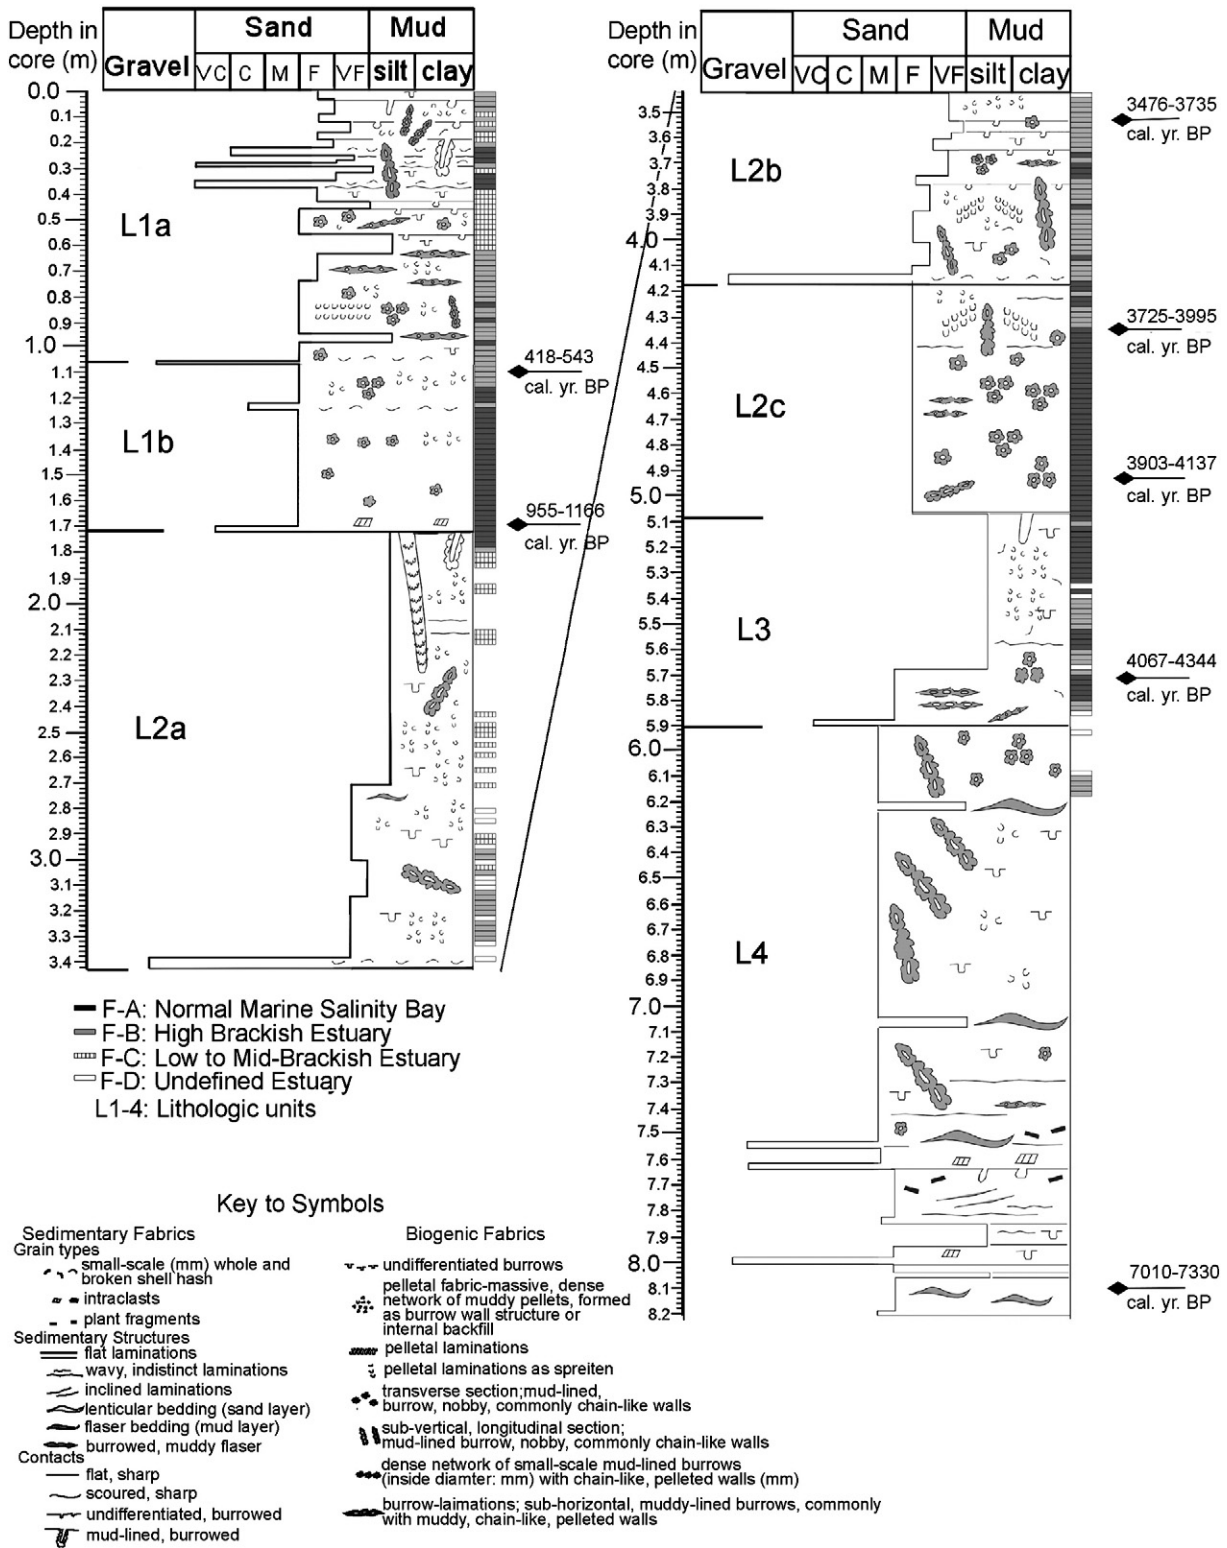 Depth in
core (m)
Gravel
Sand
Mud
VC
C
M
F
VF
silt
clay
0.0
0.1
0.2
0.3
0.4
0.5
0.6
0.7
0.8
0.9
1.0
1.1
1.2
1.3
1.4
1.5
1.6
1.7
1.8
1.9
2.0
2.1
2.2
2.3
2.4
2.5
2.6
2.7
2.8
2.9
3.0
3.1
3.2
3.3
3.4
L1a
L1b
L2a
418-543
cal. yr. BP
955-1166
cal. yr. BP
Depth in
core (m)
Gravel
Sand
Mud
VC
C
M
F
VF
silt
clay
3.5
3.6
3.7
3.8
3.9
4.0
4.1
4.2
4.3
4.4
4.5
4.6
4.7
4.8
4.9
5.0
5.1
5.2
5.3
5.4
5.5
5.6
5.7
5.8
5.9
6.0
6.1
6.2
6.3
6.4
6.5
6.6
6.7
6.8
6.9
7.0
7.1
7.2
7.3
7.4
7.5
7.6
7.7
7.8
7.9
8.0
8.1
8.2
L2b
L2c
L3
L4
3476-3735
cal. yr. BP
3725-3995
cal. yr. BP
3903-4137
cal. yr. BP
4067-4344
cal. yr. BP
7010-7330
cal. yr. BP
F-A: Normal Marine Salinity Bay
F-B: High Brackish Estuary
F-C: Low to Mid-Brackish Estuary
F-D: Undefined Estuary
L1-4: Lithologic units
Key to Symbols
Sedimentary Fabrics
Grain types
small-scale (mm) whole and
broken shell hash
intraclasts
plant fragments
Sedimentary Structures
flat laminations
wavy, indistinct laminations
inclined laminations
lenticular bedding (sand layer)
flaser bedding (mud layer)
burrowed, muddy flaser
Contacts
flat, sharp
scoured, sharp
undifferentiated, burrowed
mud-lined, burrowed
Biogenic Fabrics
undifferentiated burrows
pelletal fabric-massive, dense
network of muddy pellets, formed
as burrow wall structure or
internal backfill
pelletal laminations
pelletal laminations as spreiten
transverse section;mud-lined,
burrow, nobby, commonly chain-like walls
sub-vertical, longitudinal section;
mud-lined burrow, nobby, commonly chain-like walls
dense network of small-scale mud-lined burrows
(inside diamter: mm) with chain-like, pelleted walls (mm)
burrow-laimations; sub-horizontal, muddy-lined burrows, commonly
with muddy, chain-like, pelleted walls